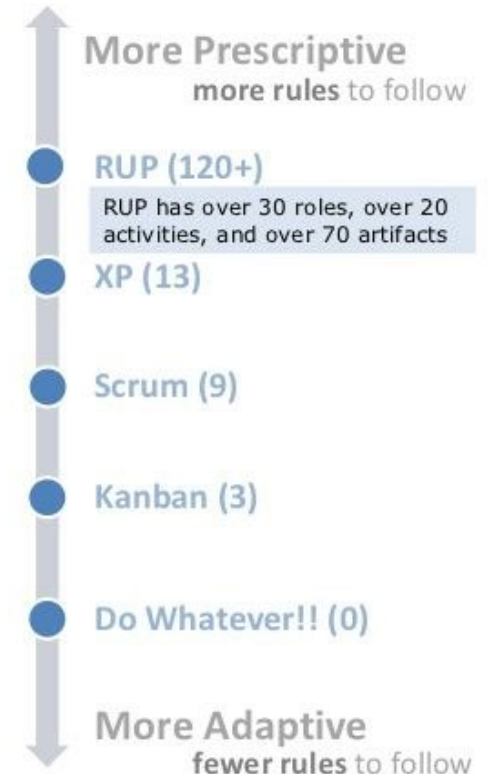 More Prescriptive
more rules to follow
RUP (120+)
RUP has over 30 roles, over 20
activities, and over 70 artifacts
XP (13)
Scrum (9)
Kanban (3)
Do Whatever!! (0)
More Adaptive
fewer rules to follow